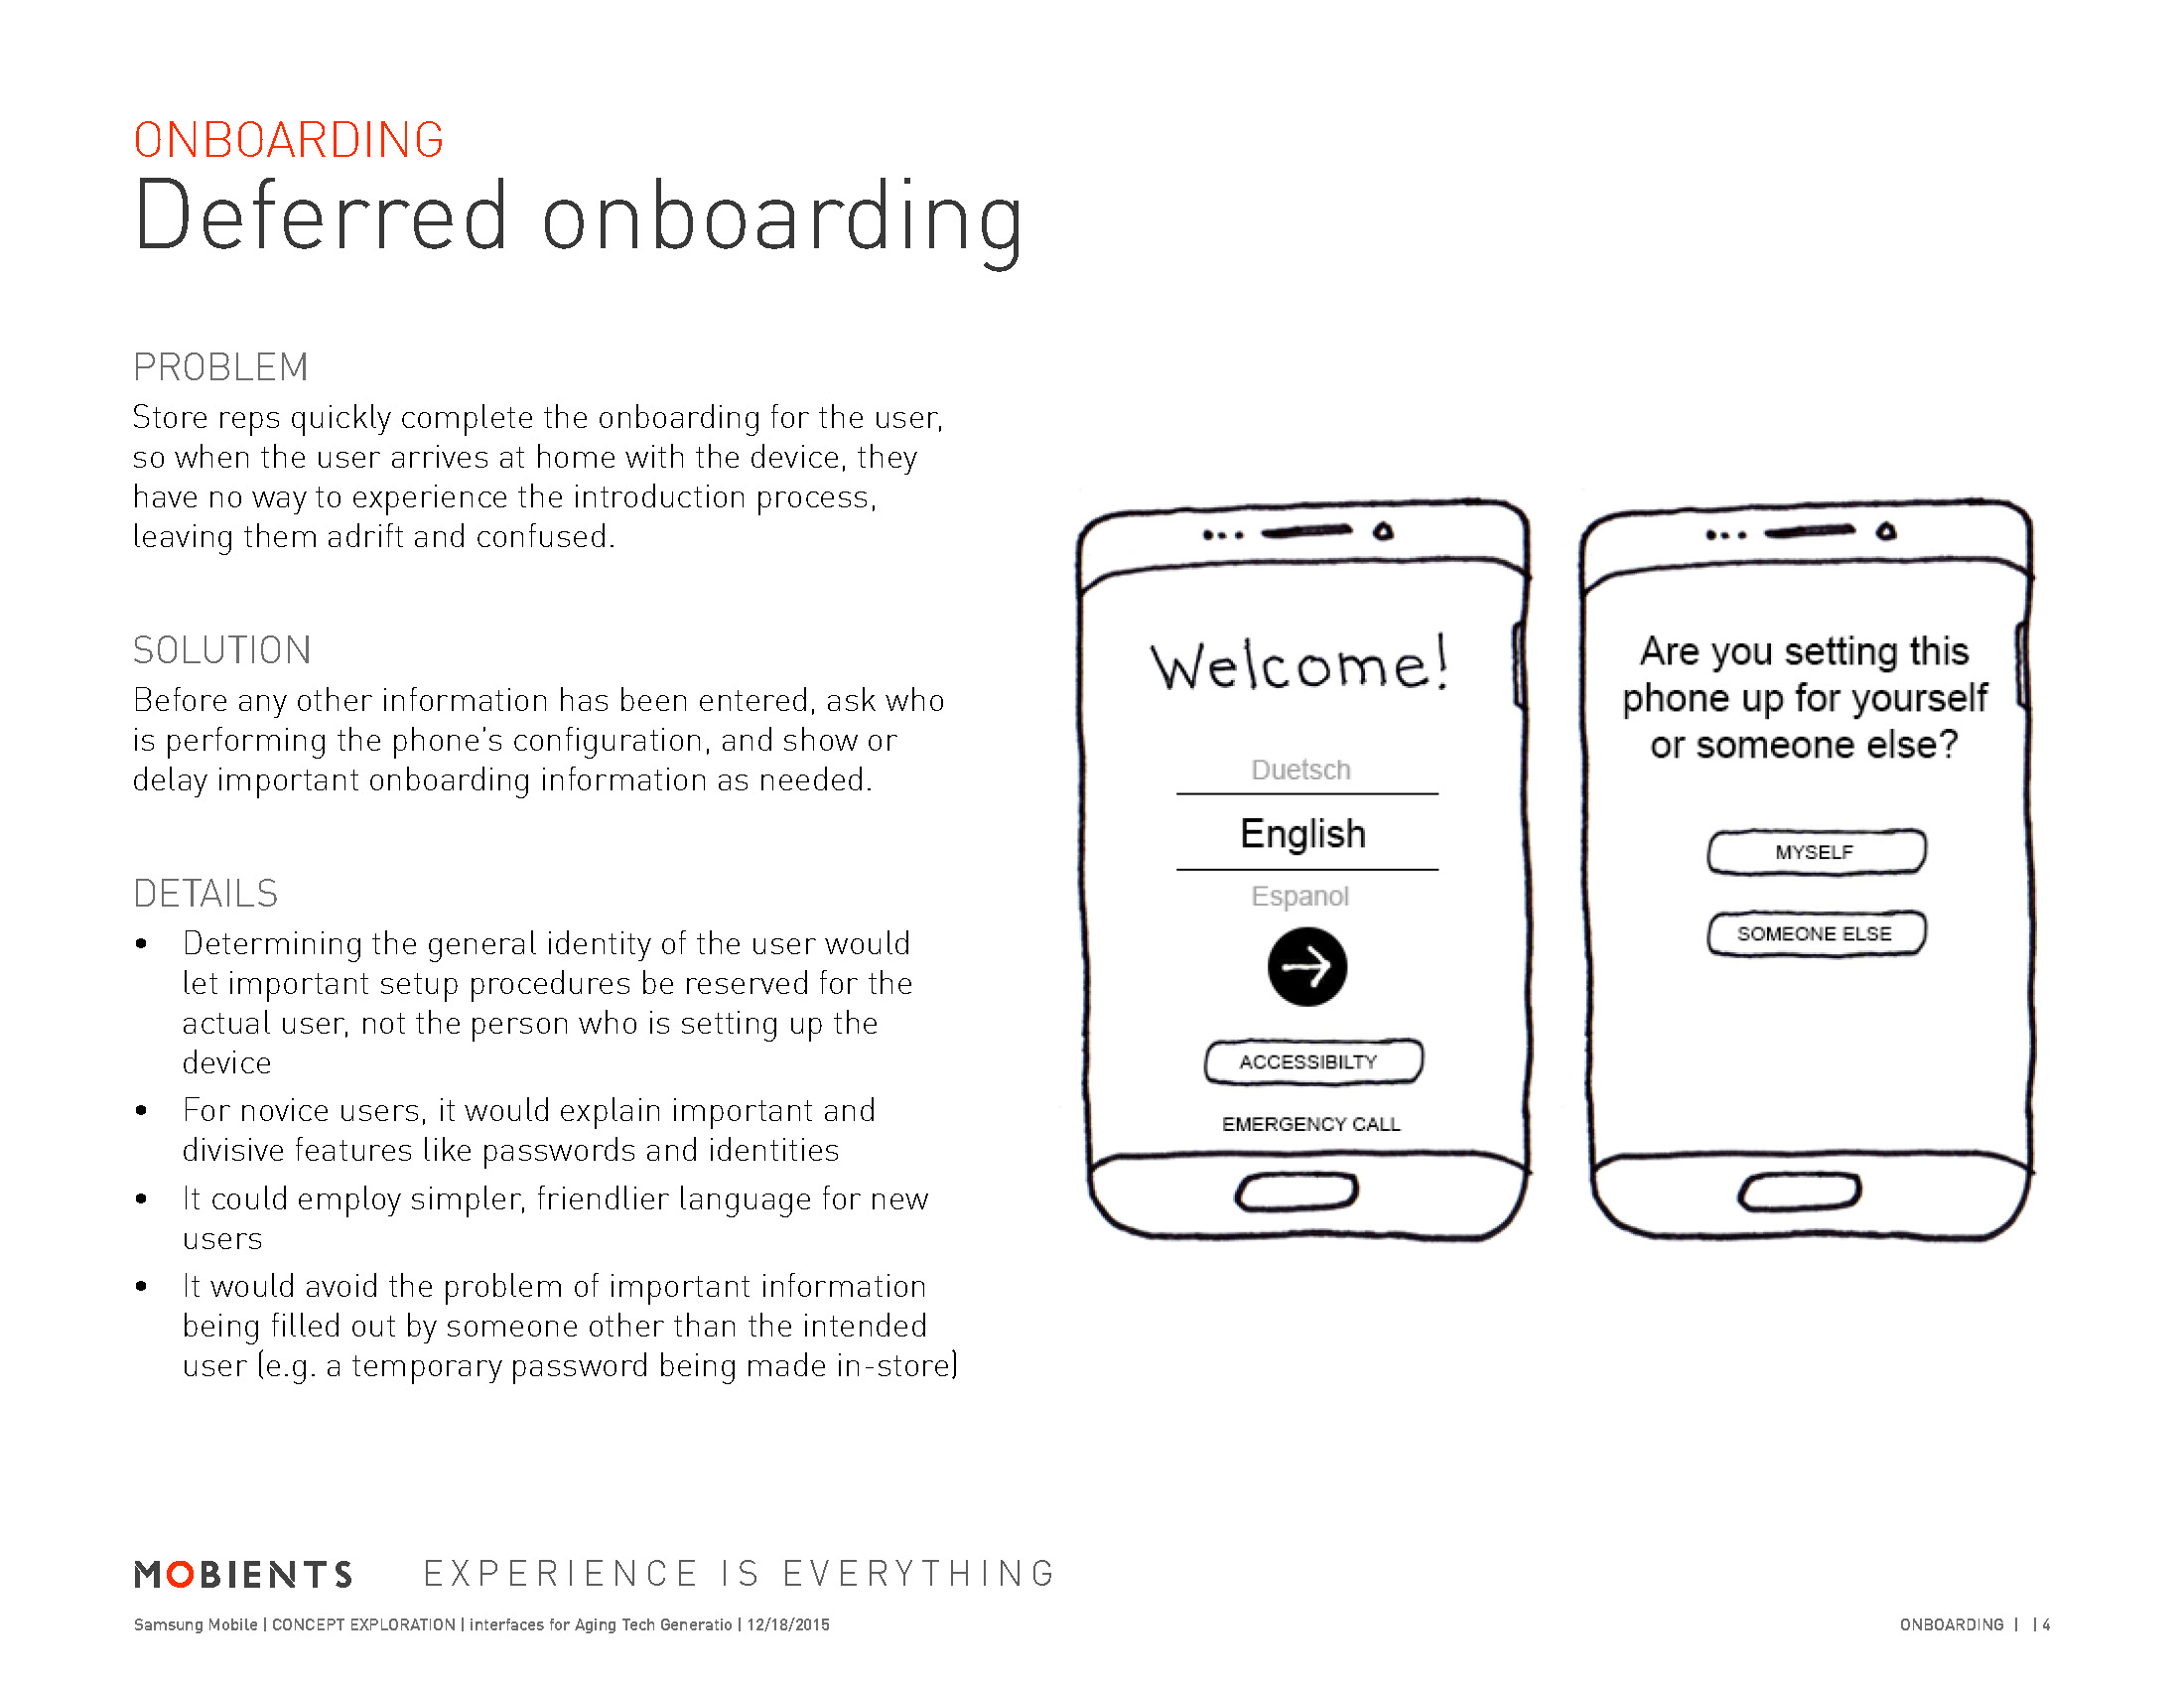 ONBOARDING
Deferred onboarding
PROBLEM
Store reps quickly complete the onboarding for the user,
so when the user arrives at home with the device, they
have no way to experience the introduction process,
leaving them adrift and confused.
SOLUTION
Before any other information has been entered, ask who
is performing the phone's configuration, and show or
delay important onboarding information as needed.
DETAILS
• Determining the general identity of the user would
let important setup procedures be reserved for the
actual user, not the person who is setting up the
device
• For novice users, it would explain important and
divisive features like passwords and identities
• It could employ simpler, friendlier language for new
users
• It would avoid the problem of important information
being filled out by someone other than the intended
user (e.g. a temporary password being made in-store)
Welcome!
Duetsch
English
Espanol
ACCESSIBILTY
EMERGENCY CALL
Are you setting this
phone up for yourself
or someone else?
MYSELF
SOMEONE ELSE
MOBIENTS EXPERIENCE IS EVERYTHING
Samsung Mobile | CONCEPT EXPLORATION | interfaces for Aging Tech Generatio | 12/18/2015
ONBOARDING | | 4